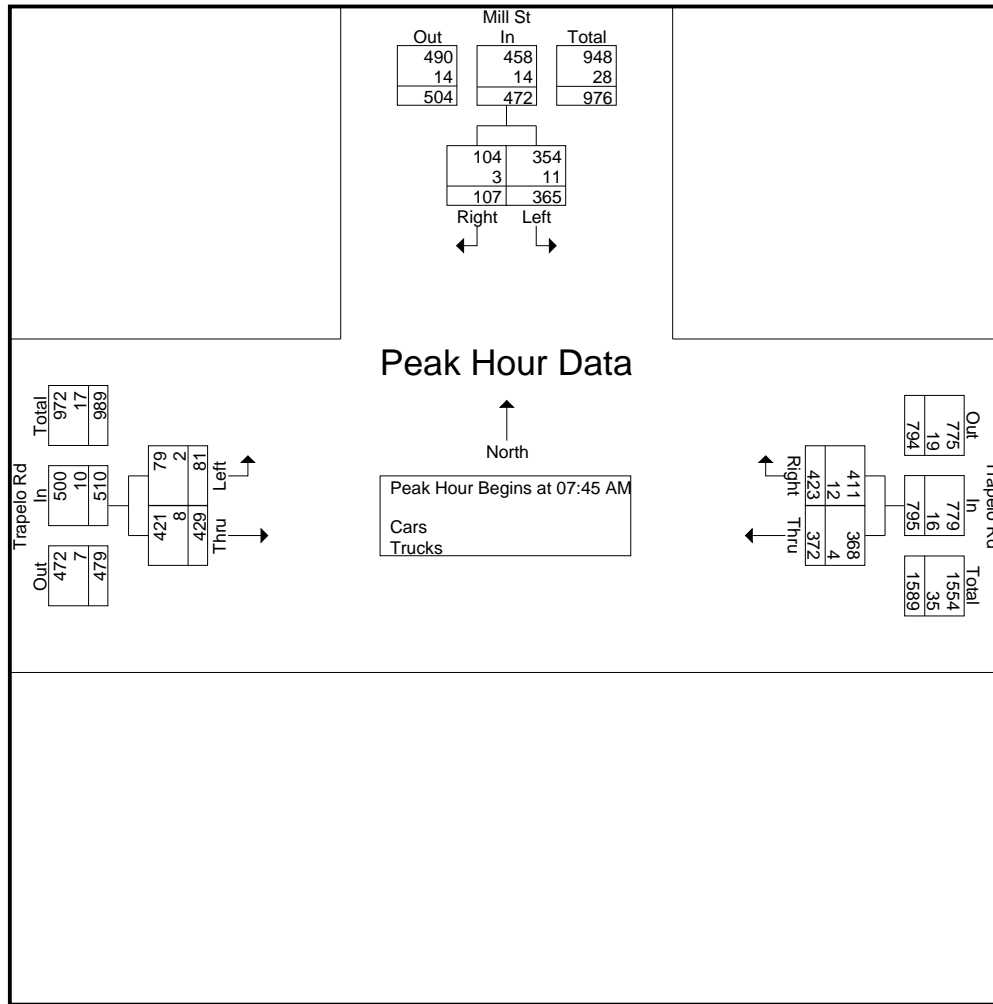 Mill St
Out In Total
490 458 948
14 14 28
504 472 976
104 354
3 11
107 365
Right Left
Peak Hour Data
North
Peak Hour Begins at 07:45 AM
Cars
Trucks
Trapelo Rd
Total
972
17
989
In
500
10
510
Out
472
7
479
Left
79
2
81
Thru
421
8
429
Right
411
12
423
Thru
368
4
372
Trapelo Rd
Out
775
19
794
In
779
16
795
Total
1554
35
1589